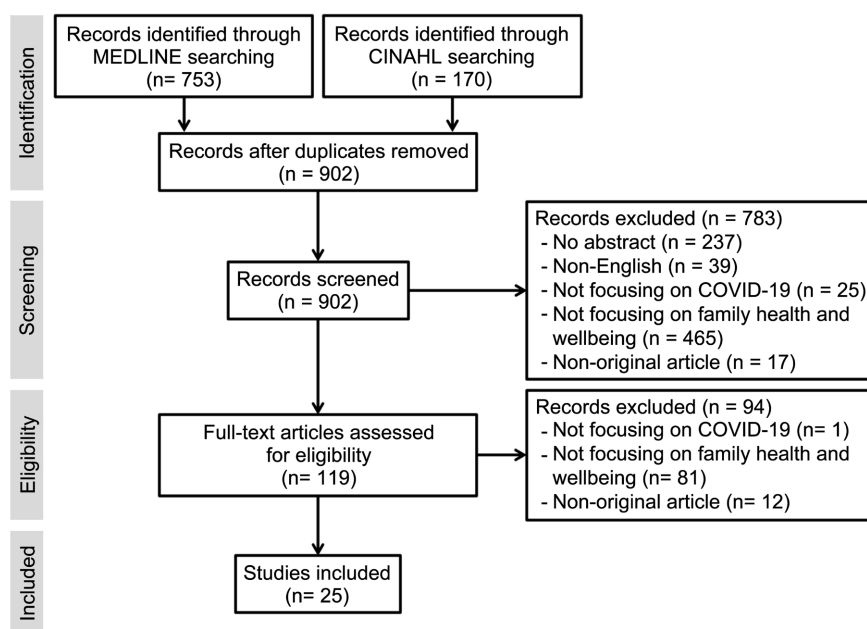 Identification
Records identified through
MEDLINE searching
(n= 753)
Records identified through
CINAHL searching
(n = 170)
Records after duplicates removed
(n = 902)
Screening
Records screened
(n = 902)
Records excluded (n = 783)
- No abstract (n = 237)
- Non-English (n = 39)
- Not focusing on COVID-19 (n = 25)
- Not focusing on family health and
wellbeing (n = 465)
- Non-original article (n = 17)
Eligibility
Full-text articles assessed
for eligibility
(n= 119)
Records excluded (n = 94)
- Not focusing on COVID-19 (n= 1)
- Not focusing on family health and
wellbeing (n= 81)
- Non-original article (n= 12)
Included
Studies included
(n= 25)